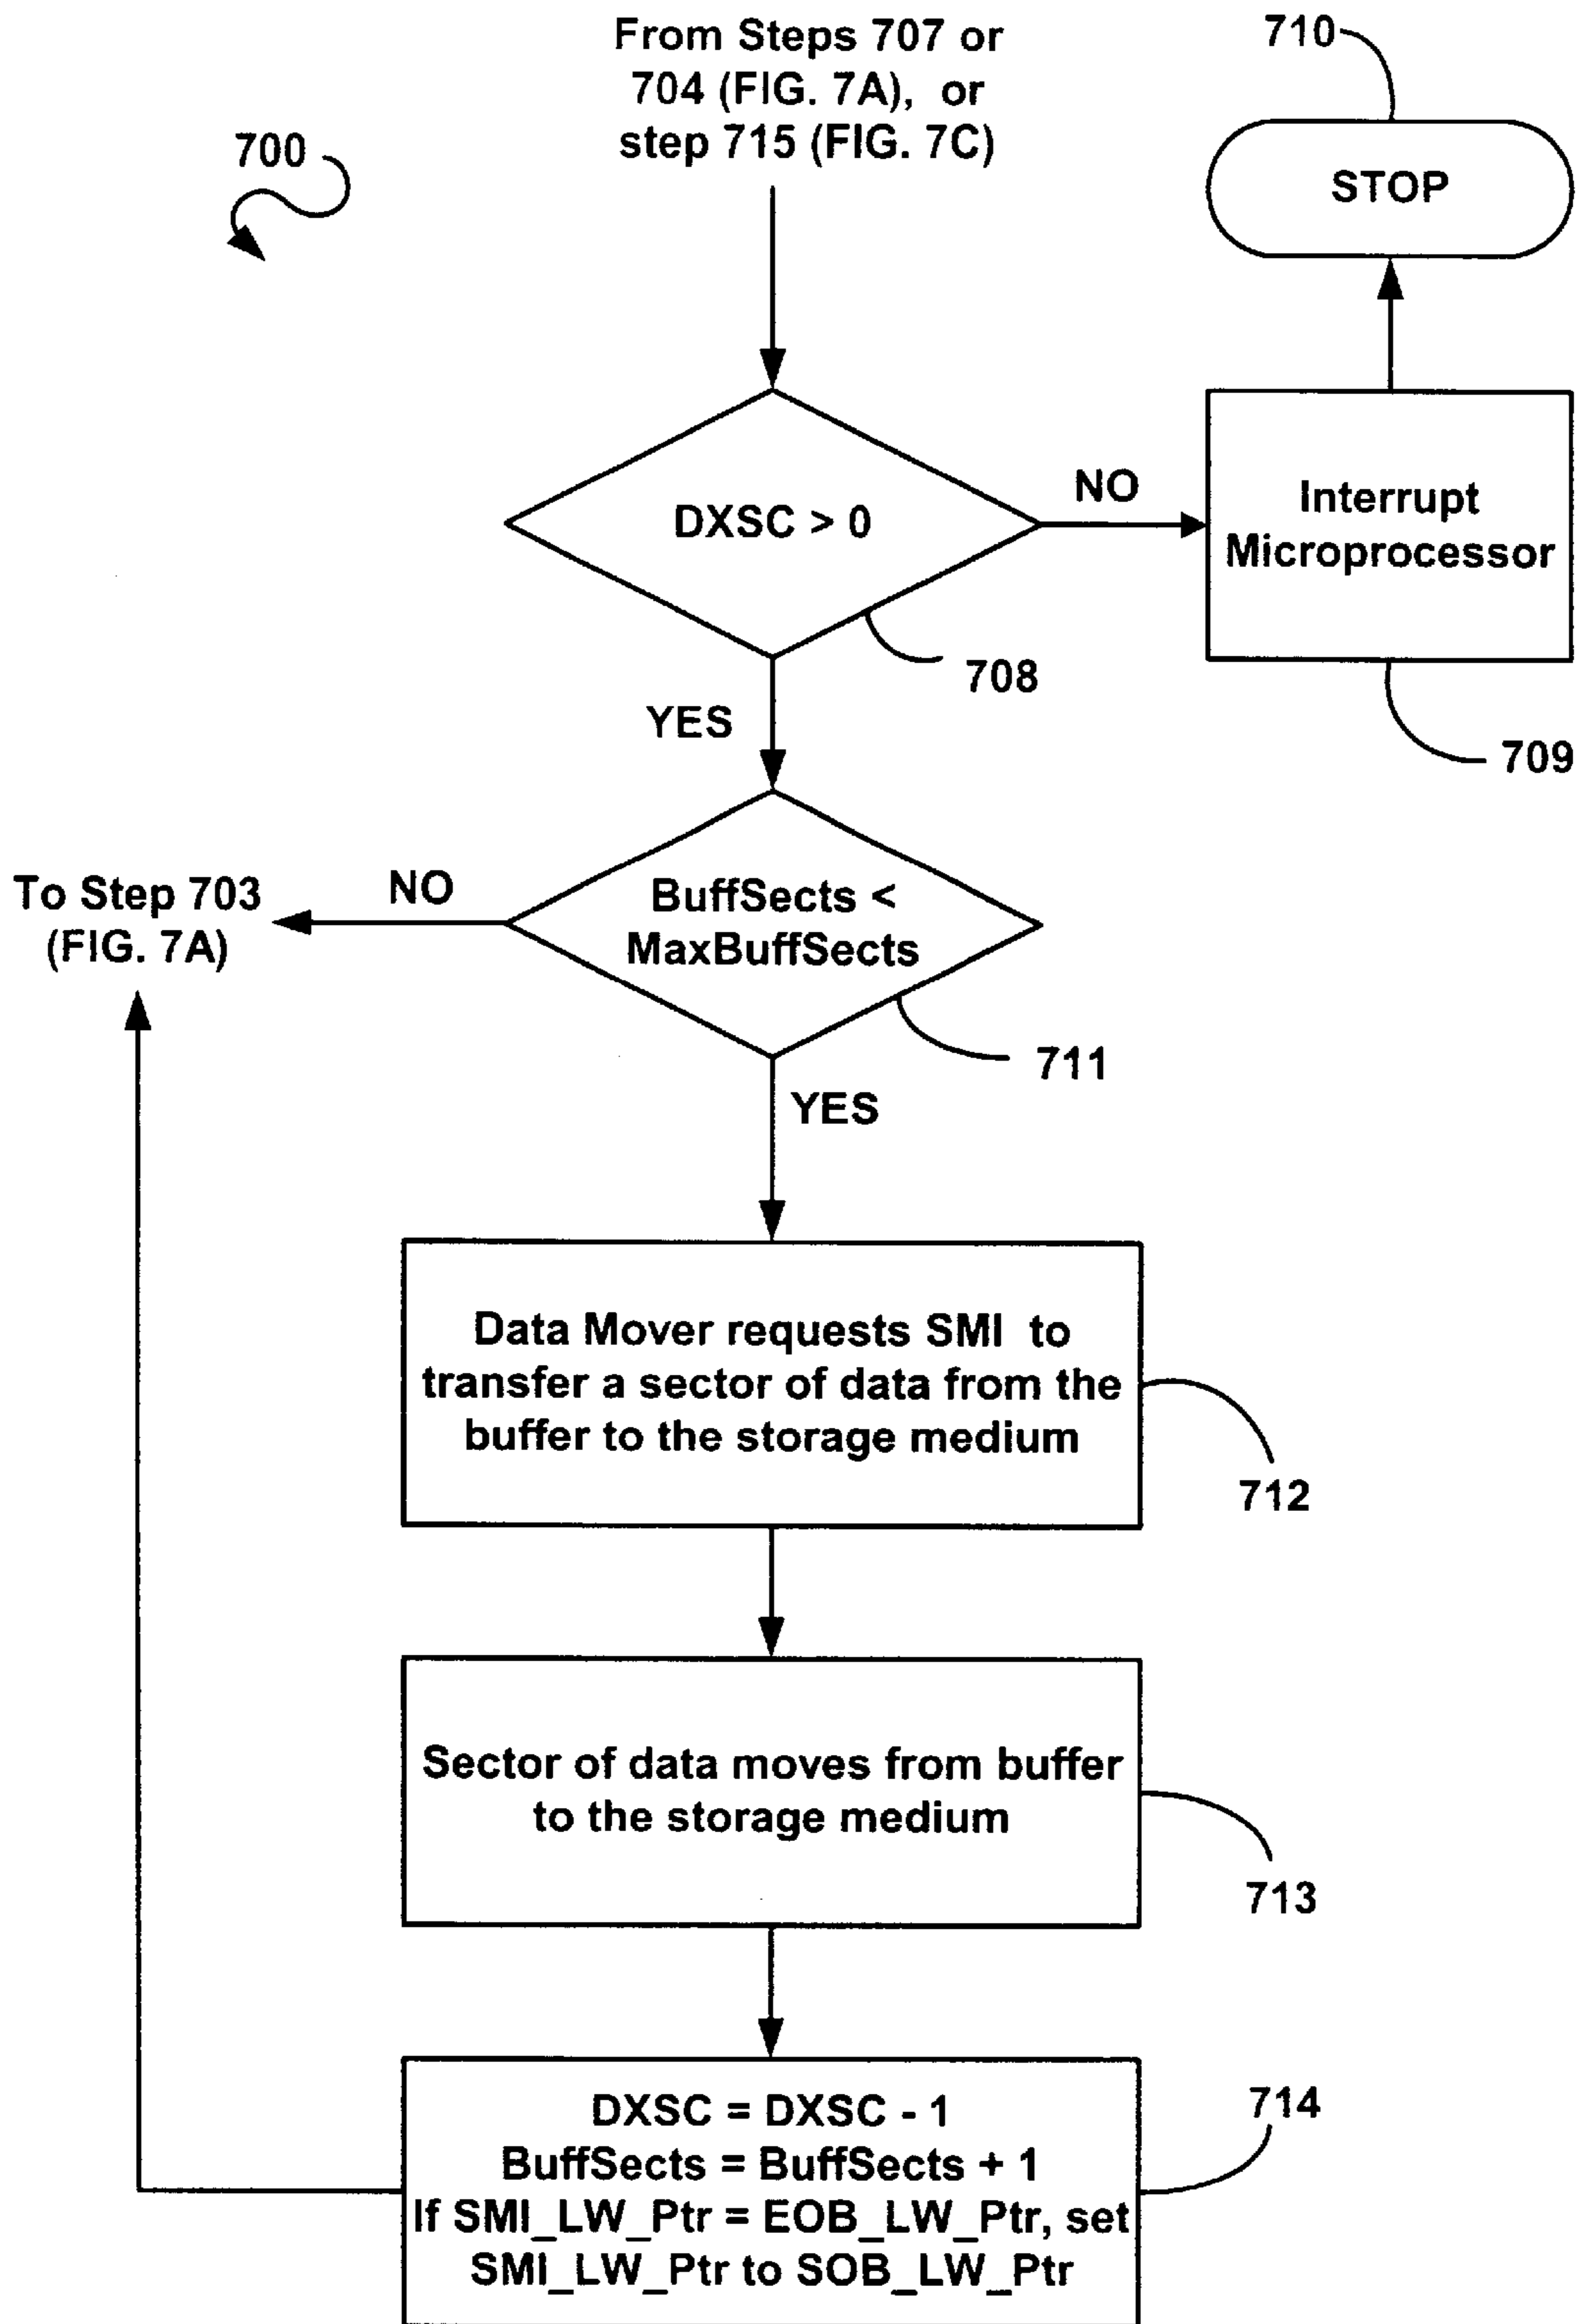 From Steps 707 or
704 (FIG. 7A), or
step 715 (FIG. 7C)
710
700
STOP
DXSC > 0
NO
Interrupt
Microprocessor
708
YES
709
To Step 703
(FIG. 7A)
NO
BuffSects <
MaxBuffSects
711
YES
Data Mover requests SMI to
transfer a sector of data from the
buffer to the storage medium
712
Sector of data moves from buffer
to the storage medium
713
DXSC = DXSC - 1
BuffSects = BuffSects + 1
If SMI_LW_Ptr = EOB_LW_Ptr, set
SMI_LW_Ptr to SOB_LW_Ptr
714